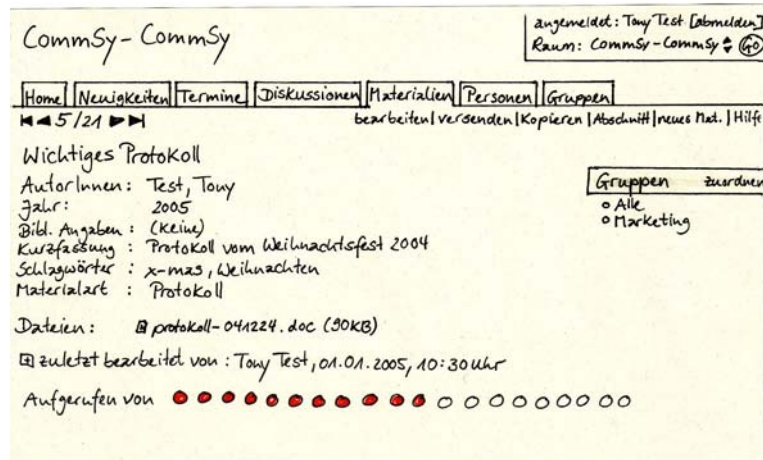 CommSy - CommSy
angemeldet: Tony Test [abmelden]
Raum: CommSy-CommSy Go
Home Neuigkeiten Termine Diskussionen Materialien Personen Gruppen
5/21
bearbeiten | versenden | Kopieren | Abschnitt | neues Mat. | Hilfe
Wichtiges Protokoll
AutorInnen: Test, Tony
Jahr: 2005
Bibl. Angaben: (Keine)
Kurzfassung: Protokoll vom Weihnachtsfest 2004
Schlagwörter: x-mas, Weihnachten
Materialart: Protokoll
Gruppen zuordnen
Alle
Marketing
Dateien: protokoll-041224.doc (90KB)
zuletzt bearbeitet von: Tony Test, 01.01.2005, 10:30 Uhr
Aufgerufen von